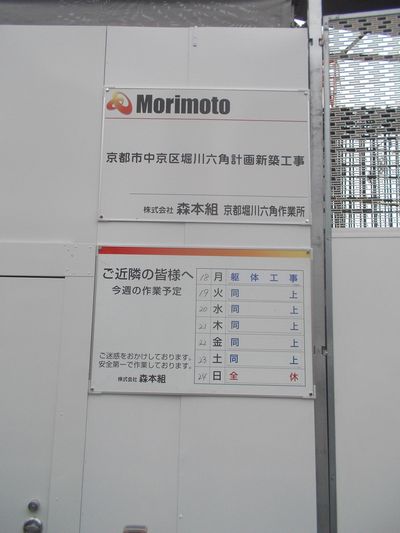 Morimoto
京都市中京区堀川六角計画新築工事
株式会社 森本組 京都堀川六角作業所
ご近隣の皆様へ
今週の作業予定
18 月 躯体工事
19 火 同上
20 水 同上
21 木 同上
22 金 同上
23 土 同上
24 日 全休
ご迷惑をおかけしております。
安全第一で作業しております。
株式会社 森本組